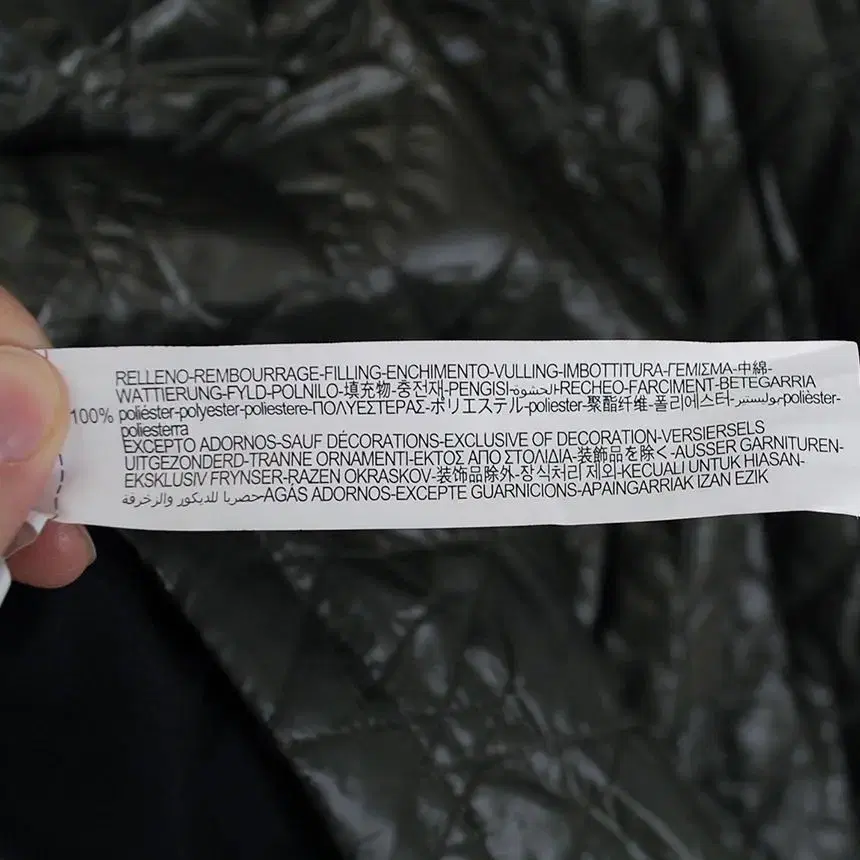 RELLENO-REMBOURRAGE-FILLING-ENCHIMENTO-VULLING-IMBOTTITURA-ΓΕΜΙΣΜΑ-中綿-
WATTIERUNG-FYLD-POLNILO-填充物-충전재-PENGISI-الحشوة-RECHEO-FARCIMENT-BETEGARRIA
100% poliéster-polyester-poliestere-ΠΟΛΥΕΣΤΕΡΑΣ-ポリエステル-poliester-聚酯纤维-폴리에스터-بوليستير-polièster-
poliesterra
EXCEPTO ADORNOS-SAUF DÉCORATIONS-EXCLUSIVE OF DECORATION-VERSIERSELS
UITGEZONDERD-TRANNE ORNAMENTI-ΕΚΤΟΣ ΑΠΟ ΣΤΟΛΙΔΙΑ-装飾品を除く-AUSSER GARNITUREN-
EKSKLUSIV FRYNSER-RAZEN OKRASKOV-装饰品除外-장식처리 제외-KECUALI UNTUK HIASAN-
حصريا للديكور والزخرفة-AGÁS ADORNOS-EXCEPTE GUARNICIONS-APAINGARRIAK IZAN EZIK